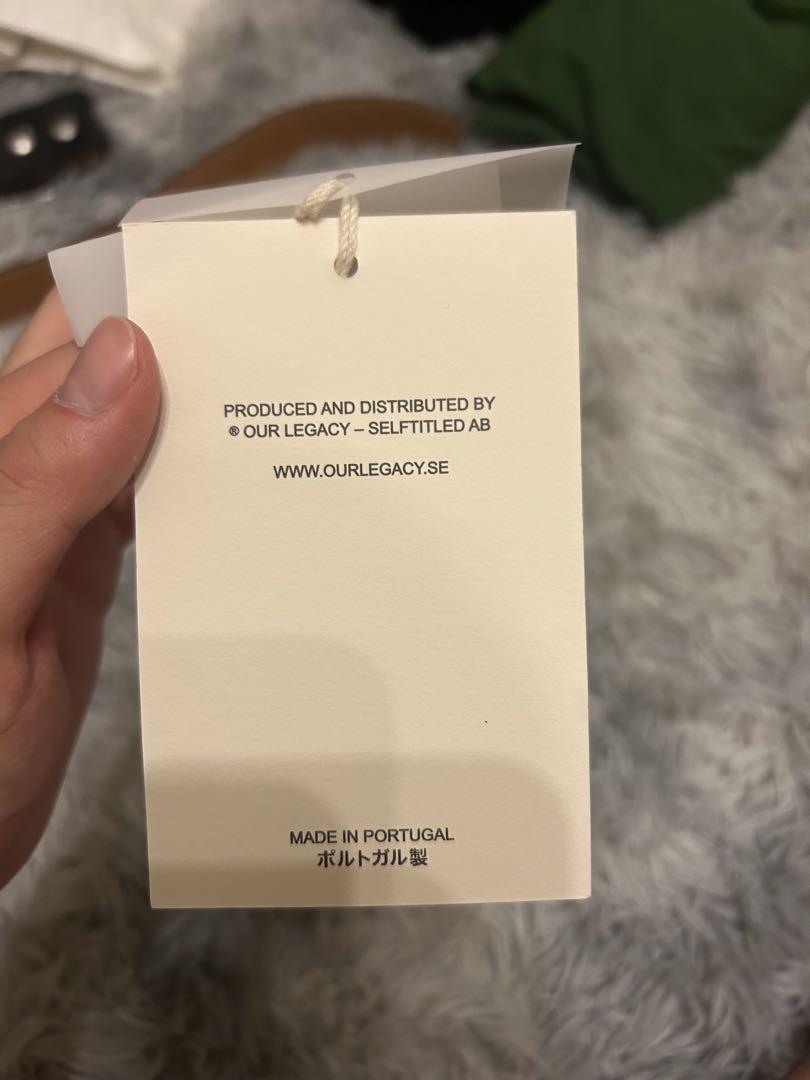 PRODUCED AND DISTRIBUTED BY
® OUR LEGACY – SELFTITLED AB
WWW.OURLEGACY.SE
MADE IN PORTUGAL
ポルトガル製